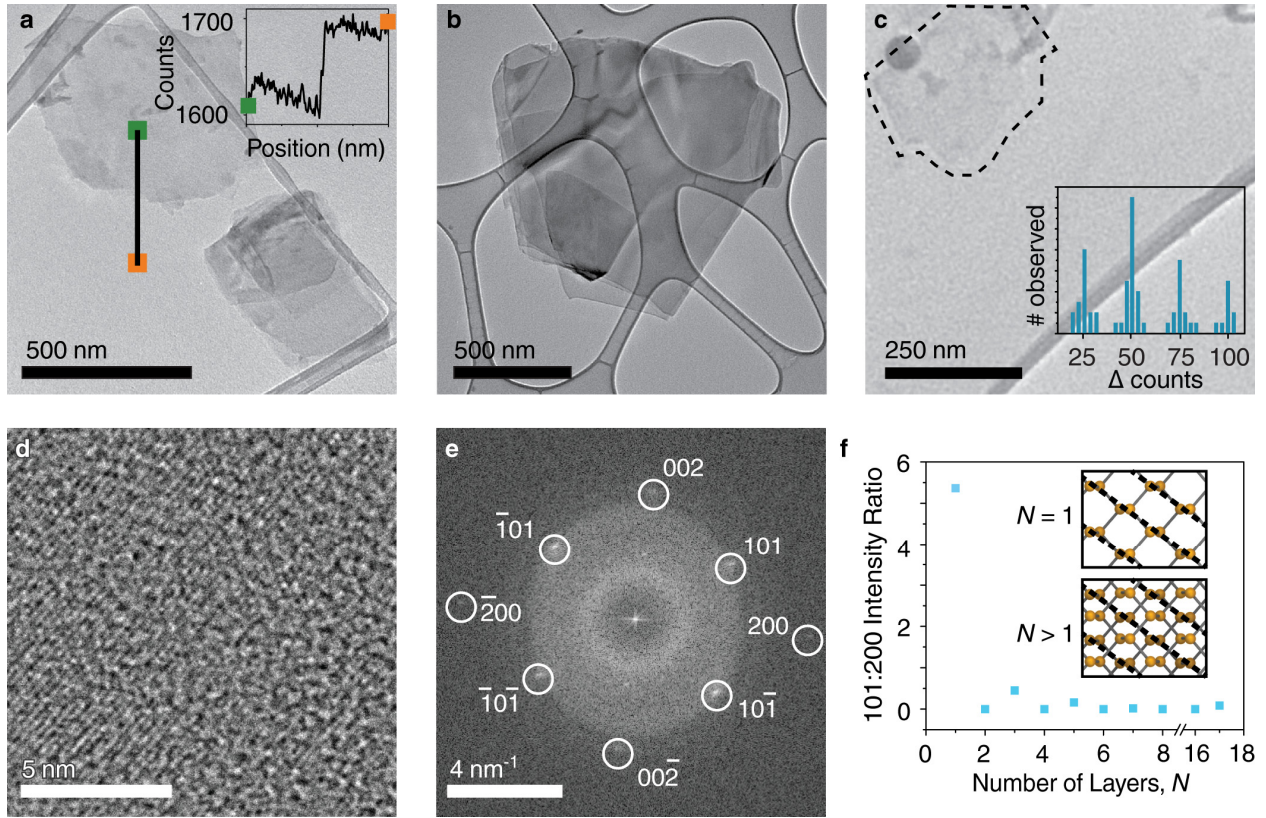 a
1700
Counts
1600
Position (nm)
500 nm
b
500 nm
c
250 nm
# observed
25 50 75 100
Δ counts
d
5 nm
e
002
1̅01
101
2̅00
200
1̅01̅
101̅
002̅
4 nm⁻¹
f
6
4
2
0
101:200 Intensity Ratio
N = 1
N > 1
0 2 4 6 8 // 16 18
Number of Layers, N